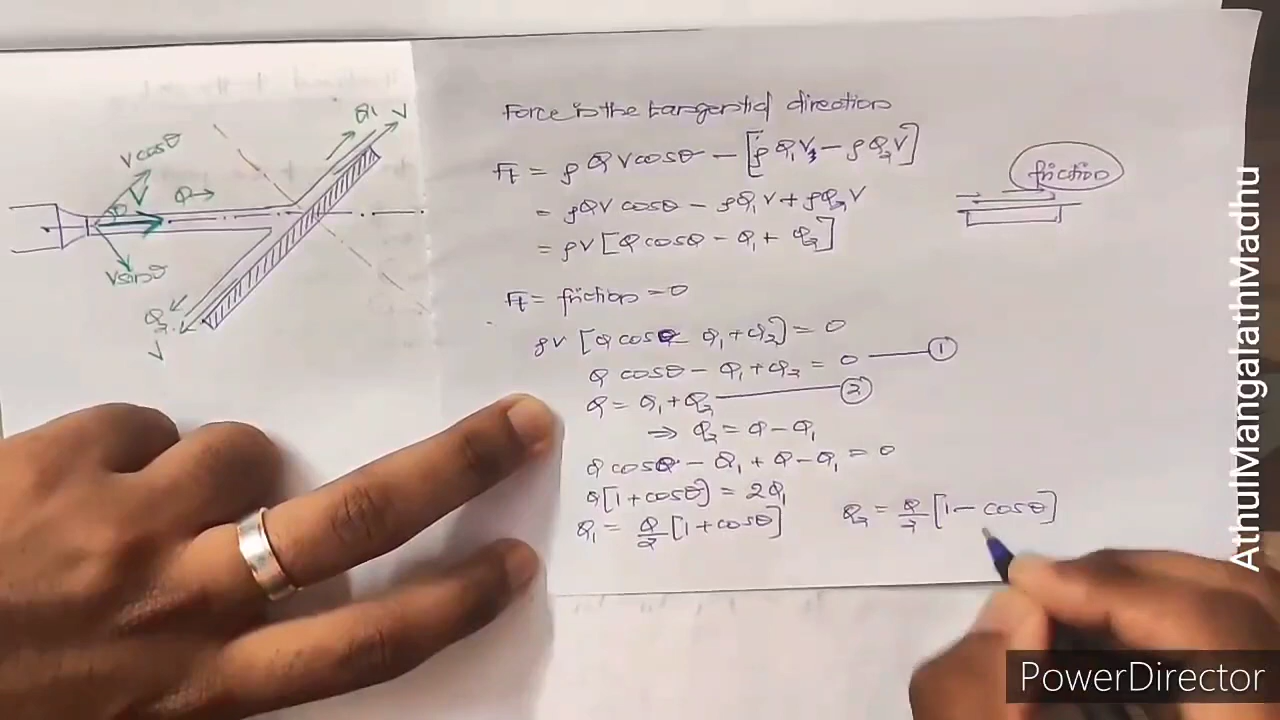 Force in the tangential direction
Ft = ρ Q V cosθ − [ρ Q₁V − ρQ₂V]
= ρQV cosθ − ρQ₁V + ρQ₂V
= ρV [Q cosθ − Q₁ + Q₂]
Ft = friction = 0
ρV [Q cosθ − Q₁ + Q₂] = 0
Q cosθ − Q₁ + Q₂ = 0 — ①
Q = Q₁ + Q₂ — ②
⇒ Q₂ = Q − Q₁
Q cosθ − Q₁ + Q − Q₁ = 0
Q[1 + cosθ] = 2Q₁
Q₁ = Q/2 [1 + cosθ]
Q₂ = Q/2 [1 − cosθ]
friction
V cosθ
V
θ
Q→
V sinθ
Q₁
V
Q₂
V
AthulMangalathMadhu
PowerDirector